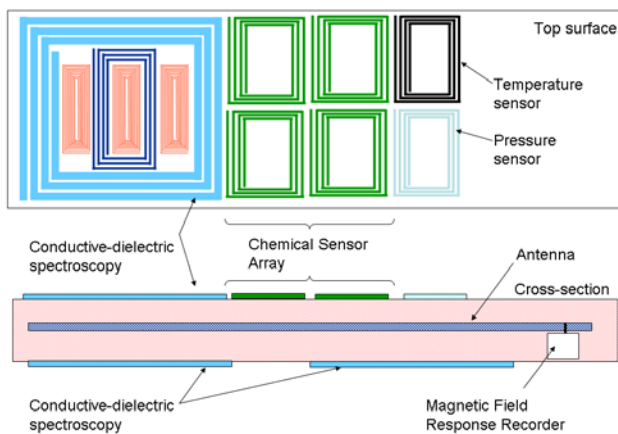 Top surface
Temperature
sensor
Pressure
sensor
Conductive-dielectric
spectroscopy
Chemical Sensor
Array
Antenna
Cross-section
Conductive-dielectric
spectroscopy
Magnetic Field
Response Recorder